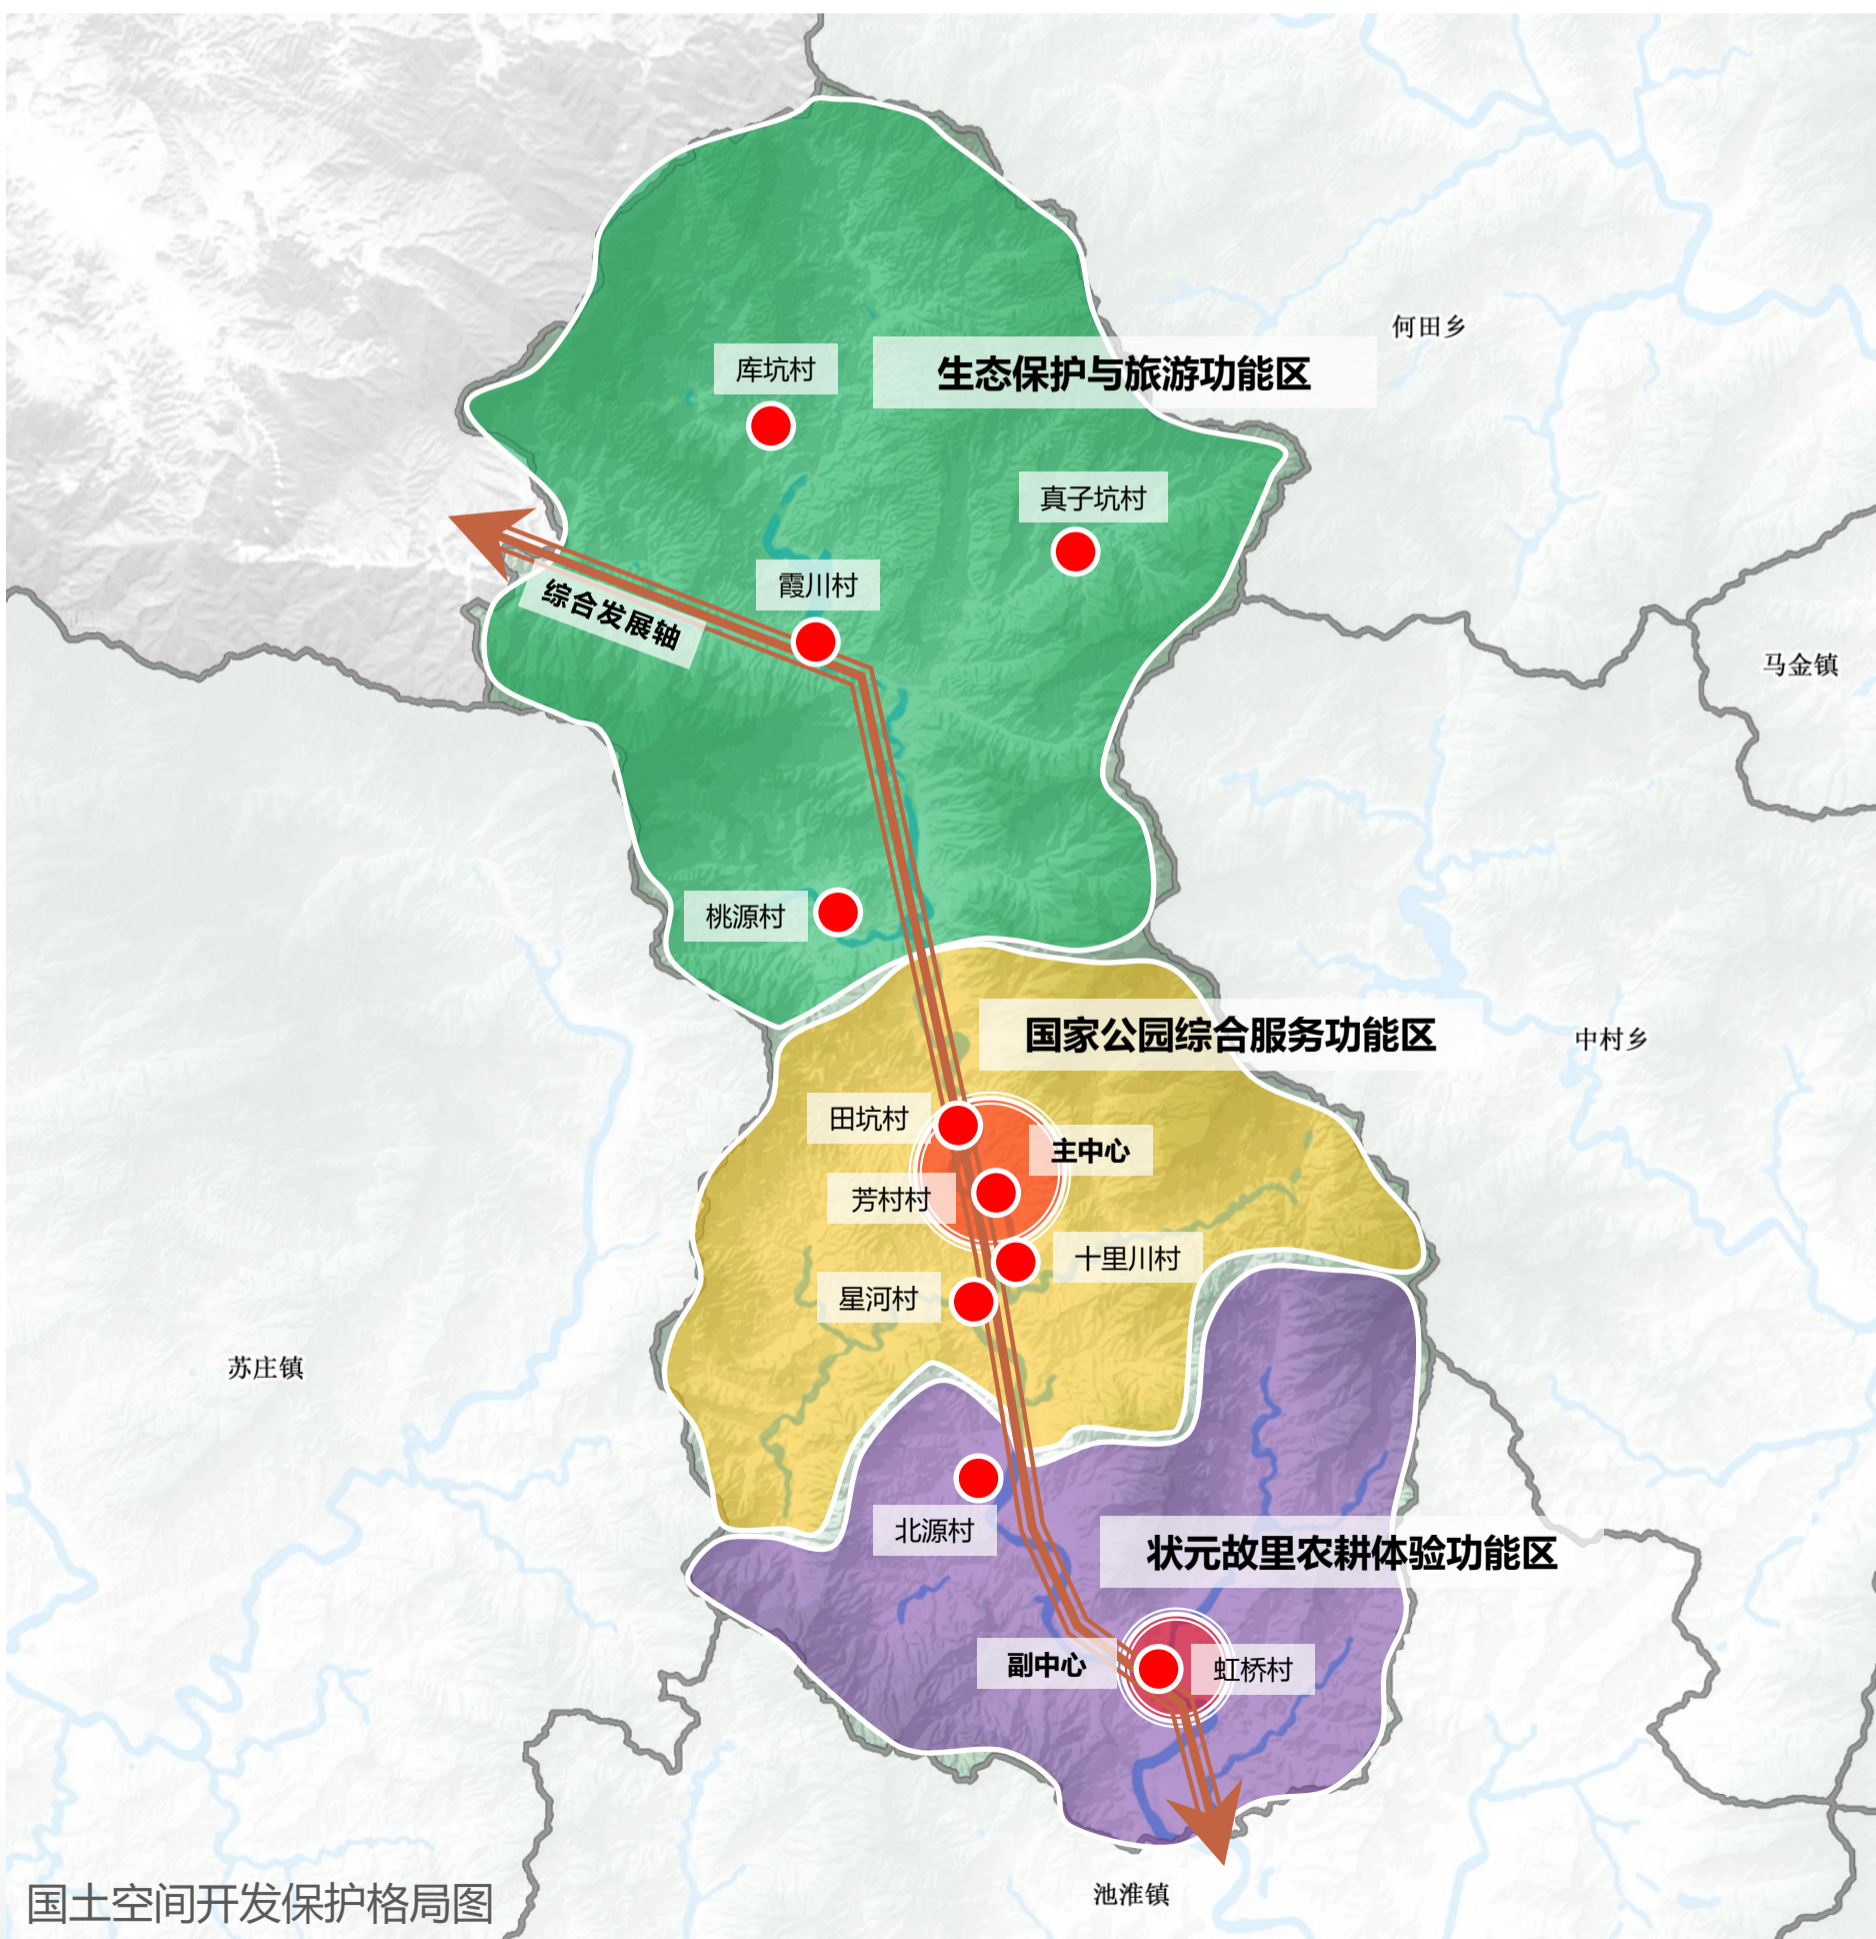 何田乡
库坑村
生态保护与旅游功能区
真子坑村
霞川村
综合发展轴
马金镇
桃源村
国家公园综合服务功能区
中村乡
田坑村
主中心
芳村村
十里川村
星河村
苏庄镇
北源村
状元故里农耕体验功能区
副中心
虹桥村
池淮镇
国土空间开发保护格局图